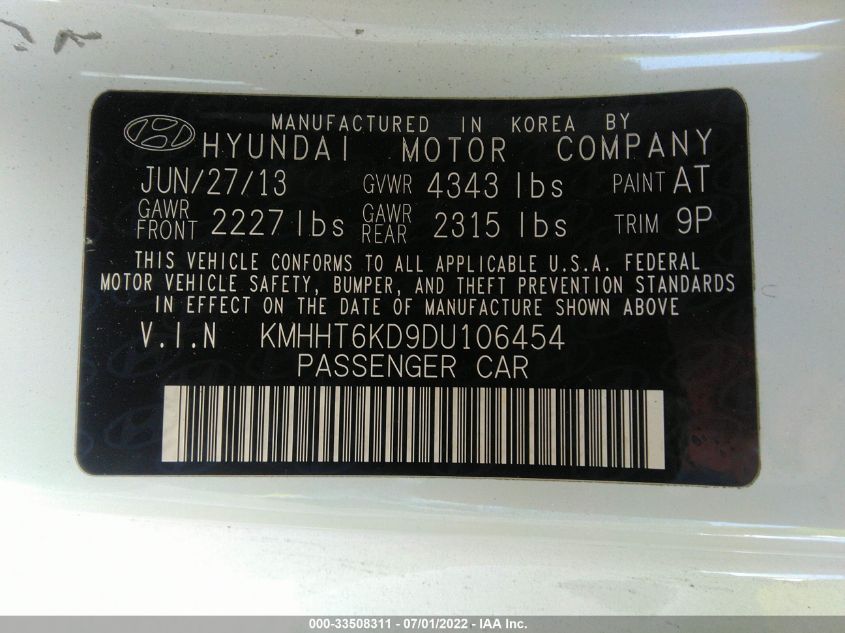 MANUFACTURED IN KOREA BY
HYUNDAI MOTOR COMPANY
JUN/27/13 GVWR 4343 lbs PAINT AT
GAWR FRONT 2227 lbs GAWR REAR 2315 lbs TRIM 9P
THIS VEHICLE CONFORMS TO ALL APPLICABLE U.S.A. FEDERAL
MOTOR VEHICLE SAFETY, BUMPER, AND THEFT PREVENTION STANDARDS
IN EFFECT ON THE DATE OF MANUFACTURE SHOWN ABOVE
V.I.N KMHHT6KD9DU106454
PASSENGER CAR
000-33508311 - 07/01/2022 - IAA Inc.